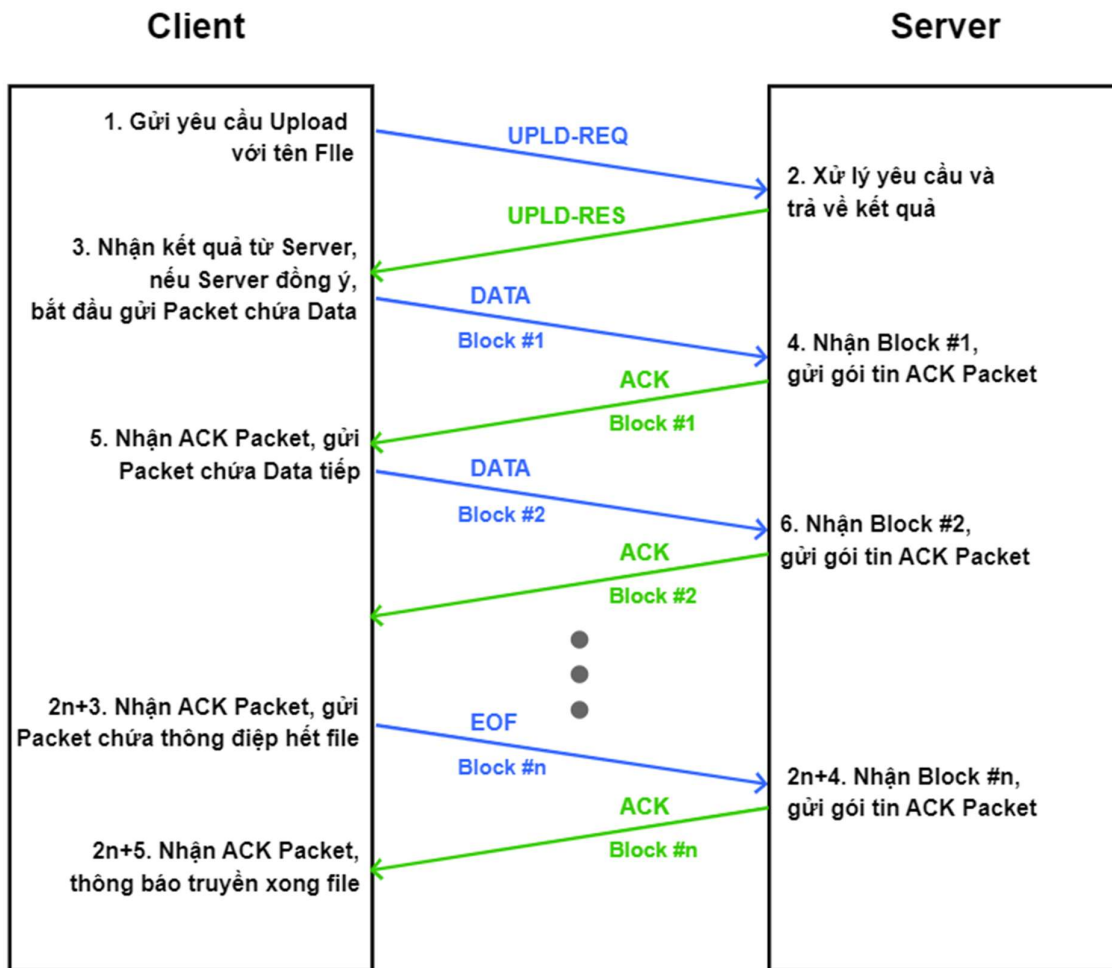 Client
Server
1. Gửi yêu cầu Upload
với tên FIle
UPLD-REQ
2. Xử lý yêu cầu và
trả về kết quả
UPLD-RES
3. Nhận kết quả từ Server,
nếu Server đồng ý,
bắt đầu gửi Packet chứa Data
DATA
Block #1
4. Nhận Block #1,
gửi gói tin ACK Packet
ACK
Block #1
5. Nhận ACK Packet, gửi
Packet chứa Data tiếp
DATA
Block #2
6. Nhận Block #2,
gửi gói tin ACK Packet
ACK
Block #2
2n+3. Nhận ACK Packet, gửi
Packet chứa thông điệp hết file
EOF
Block #n
2n+4. Nhận Block #n,
gửi gói tin ACK Packet
ACK
Block #n
2n+5. Nhận ACK Packet,
thông báo truyền xong file